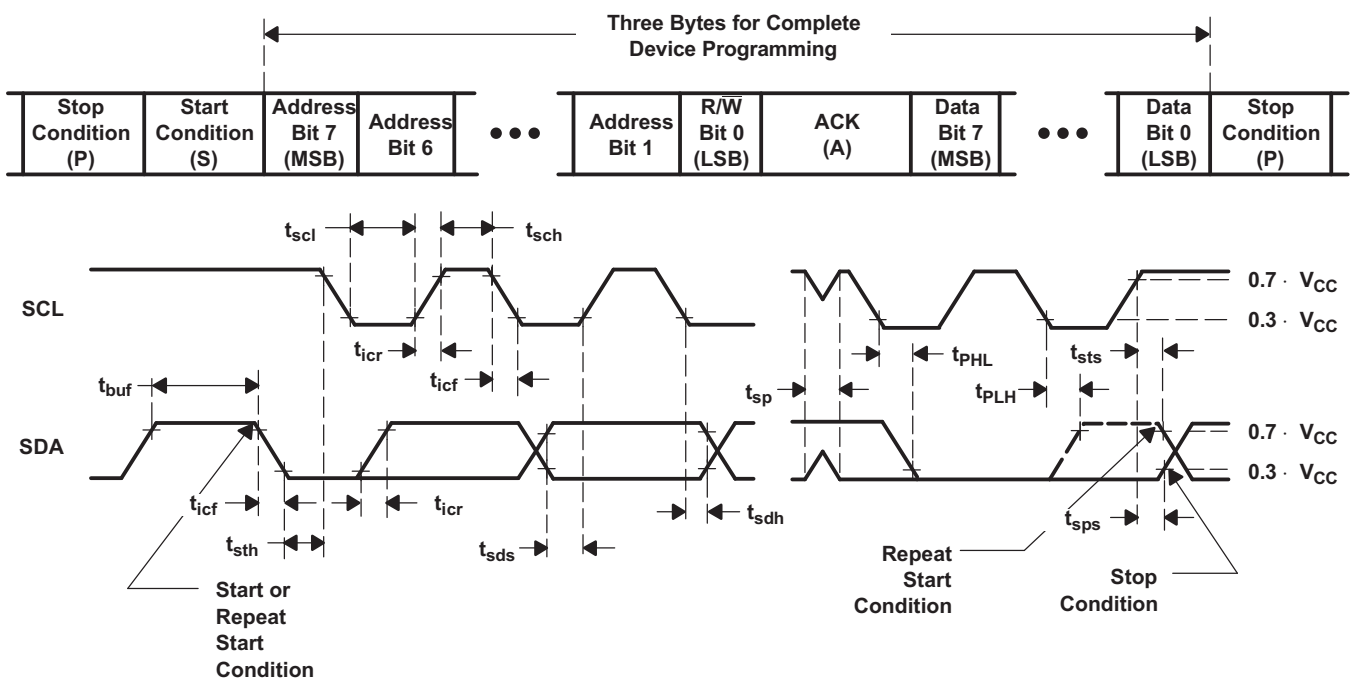 Three Bytes for Complete
Device Programming
Stop
Condition
(P)
Start
Condition
(S)
Address
Bit 7
(MSB)
Address
Bit 6
•••
Address
Bit 1
R/W̅
Bit 0
(LSB)
ACK
(A)
Data
Bit 7
(MSB)
•••
Data
Bit 0
(LSB)
Stop
Condition
(P)
tscl
tsch
SCL
0.7 · VCC
0.3 · VCC
ticr
tPHL
tsts
tbuf
ticf
tsp
tPLH
SDA
0.7 · VCC
0.3 · VCC
ticf
ticr
tsdh
tsth
tsds
tsps
Start or
Repeat
Start
Condition
Repeat
Start
Condition
Stop
Condition